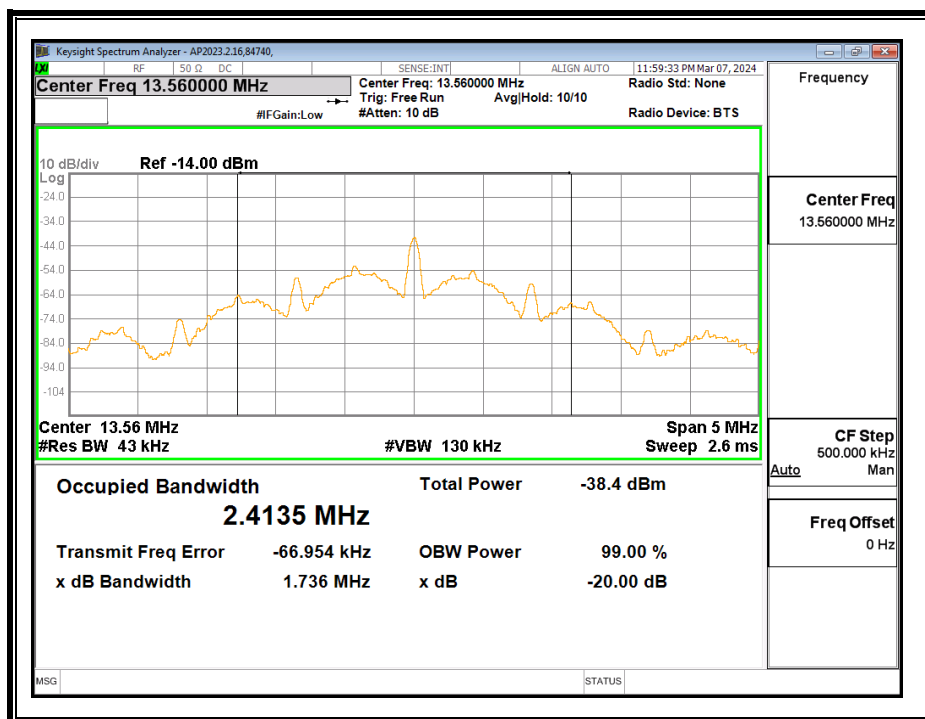 Keysight Spectrum Analyzer - AP2023.2.16,84740,
LXI RF 50 Ω DC SENSE:INT ALIGN AUTO 11:59:33 PM Mar 07, 2024
Center Freq 13.560000 MHz
#IFGain:Low
Center Freq: 13.560000 MHz
Trig: Free Run Avg|Hold: 10/10
#Atten: 10 dB
Radio Std: None
Radio Device: BTS
10 dB/div Ref -14.00 dBm
Log
-24.0
-34.0
-44.0
-54.0
-64.0
-74.0
-84.0
-94.0
-104
Center 13.56 MHz Span 5 MHz
#Res BW 43 kHz #VBW 130 kHz Sweep 2.6 ms
Occupied Bandwidth
2.4135 MHz
Total Power -38.4 dBm
Transmit Freq Error -66.954 kHz OBW Power 99.00 %
x dB Bandwidth 1.736 MHz x dB -20.00 dB
Frequency
Center Freq
13.560000 MHz
CF Step
500.000 kHz
Auto Man
Freq Offset
0 Hz
MSG STATUS